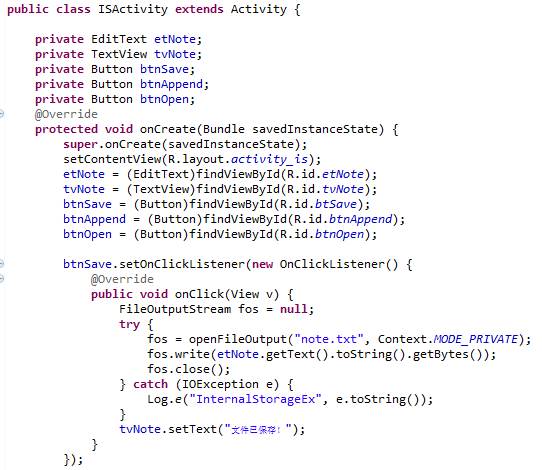 public class ISActivity extends Activity {
private EditText etNote;
private TextView tvNote;
private Button btnSave;
private Button btnAppend;
private Button btnOpen;
@Override
protected void onCreate(Bundle savedInstanceState) {
super.onCreate(savedInstanceState);
setContentView(R.layout.activity_is);
etNote = (EditText)findViewById(R.id.etNote);
tvNote = (TextView)findViewById(R.id.tvNote);
btnSave = (Button)findViewById(R.id.btSave);
btnAppend = (Button)findViewById(R.id.btnAppend);
btnOpen = (Button)findViewById(R.id.btnOpen);
btnSave.setOnClickListener(new OnClickListener() {
@Override
public void onClick(View v) {
FileOutputStream fos = null;
try {
fos = openFileOutput("note.txt", Context.MODE_PRIVATE);
fos.write(etNote.getText().toString().getBytes());
fos.close();
} catch (IOException e) {
Log.e("InternalStorageEx", e.toString());
}
tvNote.setText("文件已保存！");
}
});